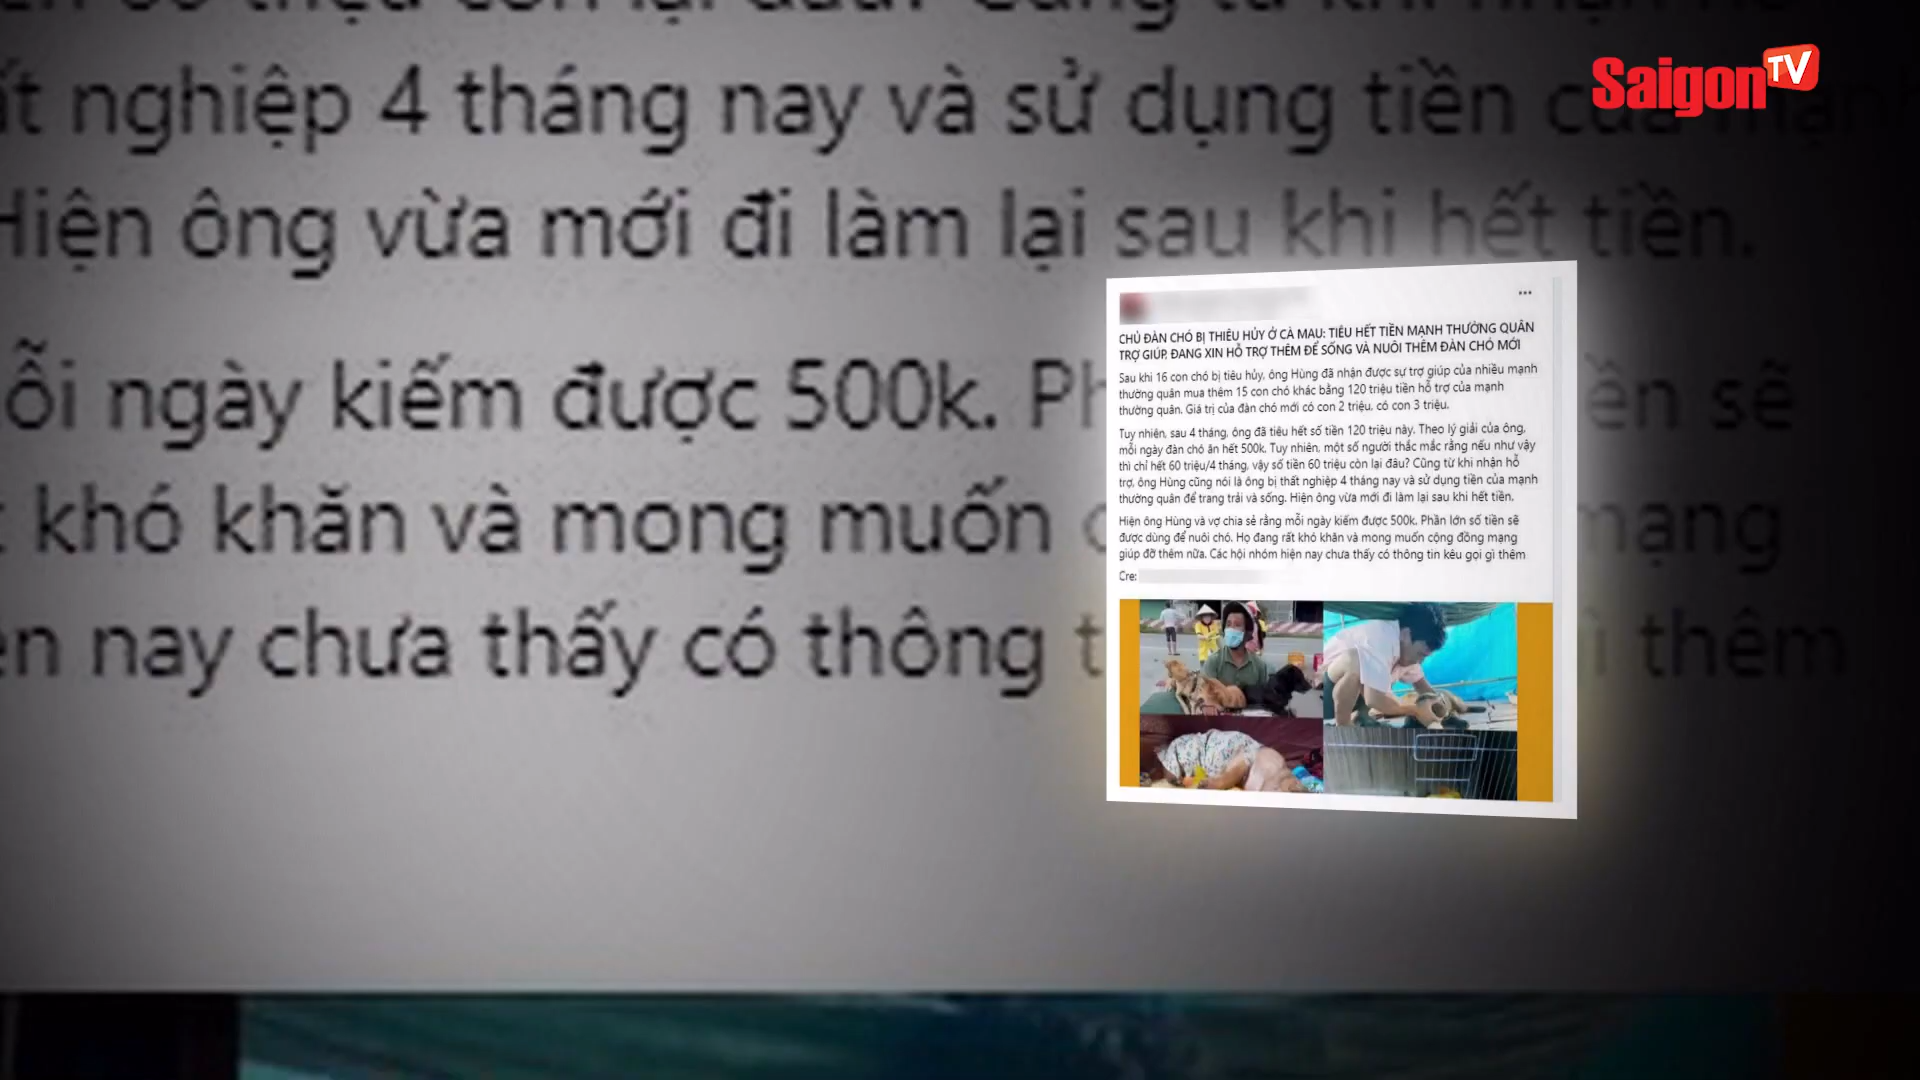 ất nghiệp 4 tháng nay và sử dụng tiền của mạnh
Hiện ông vừa mới đi làm lại sau khi hết tiền.
ỗi ngày kiếm được 500k. Ph ền sẽ
khó khăn và mong muốn mạng
ện nay chưa thấy có thông t ì thêm
Saigon TV
CHỦ ĐÀN CHÓ BỊ THIÊU HỦY Ở CÀ MAU: TIÊU HẾT TIỀN MẠNH THƯỜNG QUÂN
TRỢ GIÚP, ĐANG XIN HỖ TRỢ THÊM ĐỂ SỐNG VÀ NUÔI THÊM ĐÀN CHÓ MỚI
Sau khi 16 con chó bị tiêu hủy, ông Hùng đã nhận được sự trợ giúp của nhiều mạnh
thường quân mua thêm 15 con chó khác bằng 120 triệu tiền hỗ trợ của mạnh
thường quân. Giá trị của đàn chó mới có con 2 triệu, có con 3 triệu.
Tuy nhiên, sau 4 tháng, ông đã tiêu hết số tiền 120 triệu này. Theo lý giải của ông,
mỗi ngày đàn chó ăn hết 500k. Tuy nhiên, một số người thắc mắc rằng nếu như vậy
thì chỉ hết 60 triệu/4 tháng, vậy số tiền 60 triệu còn lại đâu? Cũng từ khi nhận hỗ
trợ, ông Hùng cũng nói là ông bị thất nghiệp 4 tháng nay và sử dụng tiền của mạnh
thường quân để trang trải và sống. Hiện ông vừa mới đi làm lại sau khi hết tiền.
Hiện ông Hùng và vợ chia sẻ rằng mỗi ngày kiếm được 500k. Phần lớn số tiền sẽ
được dùng để nuôi chó. Họ đang rất khó khăn và mong muốn cộng đồng mạng
giúp đỡ thêm nữa. Các hội nhóm hiện nay chưa thấy có thông tin kêu gọi gì thêm
Cre: